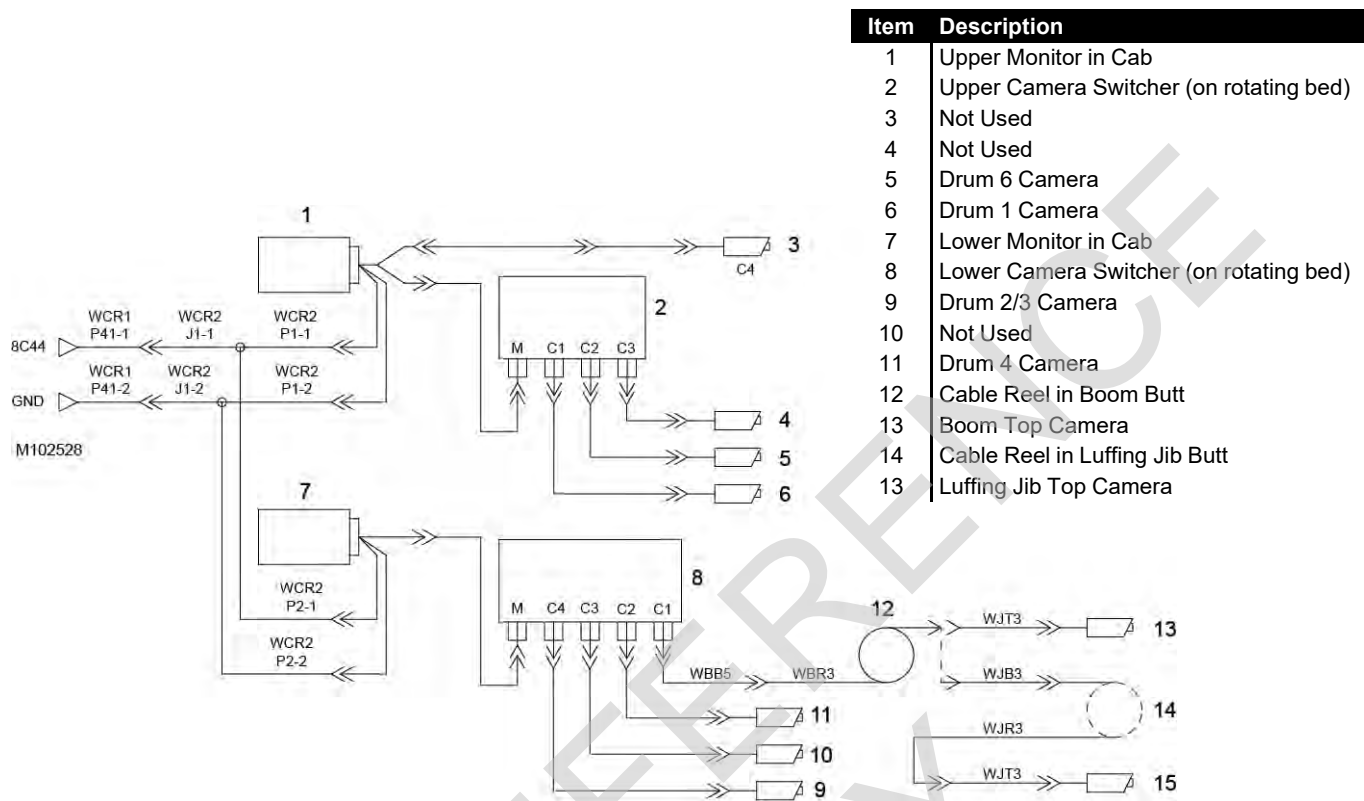 Item Description
1 Upper Monitor in Cab
2 Upper Camera Switcher (on rotating bed)
3 Not Used
4 Not Used
5 Drum 6 Camera
6 Drum 1 Camera
7 Lower Monitor in Cab
8 Lower Camera Switcher (on rotating bed)
9 Drum 2/3 Camera
10 Not Used
11 Drum 4 Camera
12 Cable Reel in Boom Butt
13 Boom Top Camera
14 Cable Reel in Luffing Jib Butt
13 Luffing Jib Top Camera
1
3
C4
2
WCR1 WCR2 WCR2
P41-1 J1-1 P1-1
8C44
M C1 C2 C3
WCR1 WCR2 WCR2
P41-2 J1-2 P1-2
GND
4
M102528
5
6
7
8
WCR2
P2-1
M C4 C3 C2 C1
12
WJT3
13
WCR2
P2-2
WBB5 WBR3
WJB3
14
11
WJR3
10
WJT3
15
9